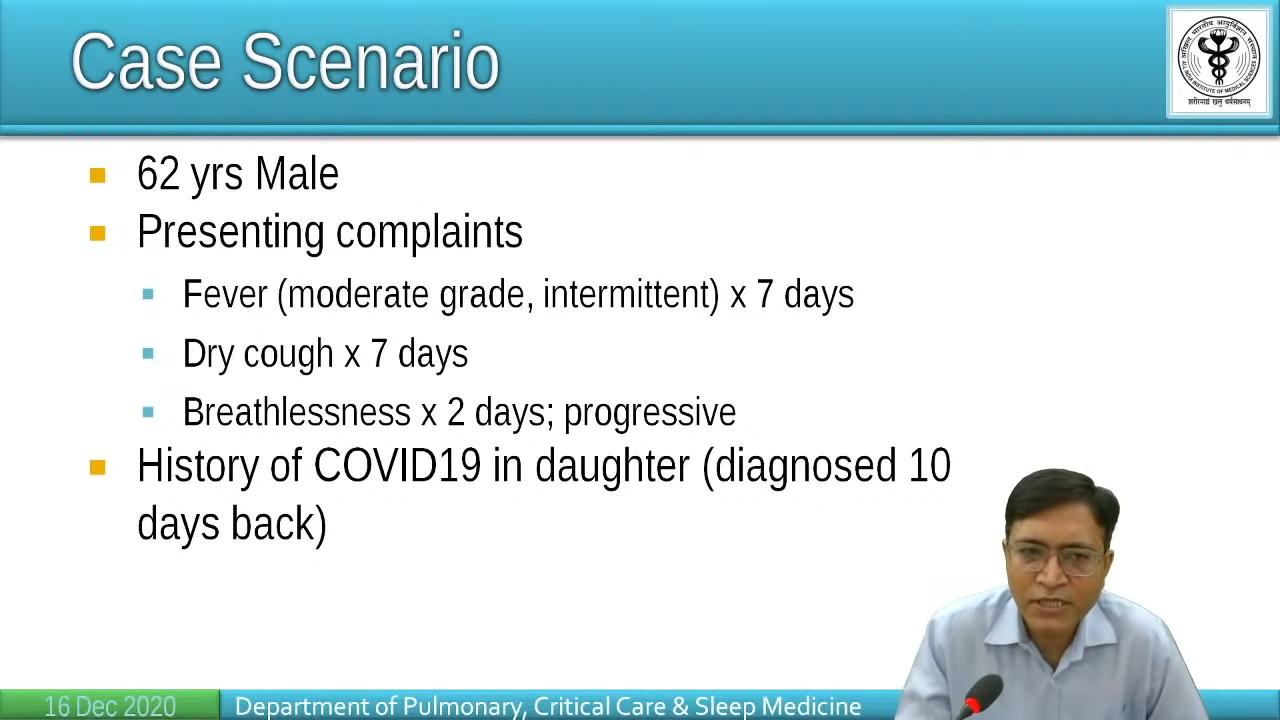 Case Scenario
62 yrs Male
Presenting complaints
Fever (moderate grade, intermittent) x 7 days
Dry cough x 7 days
Breathlessness x 2 days; progressive
History of COVID19 in daughter (diagnosed 10
days back)
16 Dec 2020
Department of Pulmonary, Critical Care & Sleep Medicine